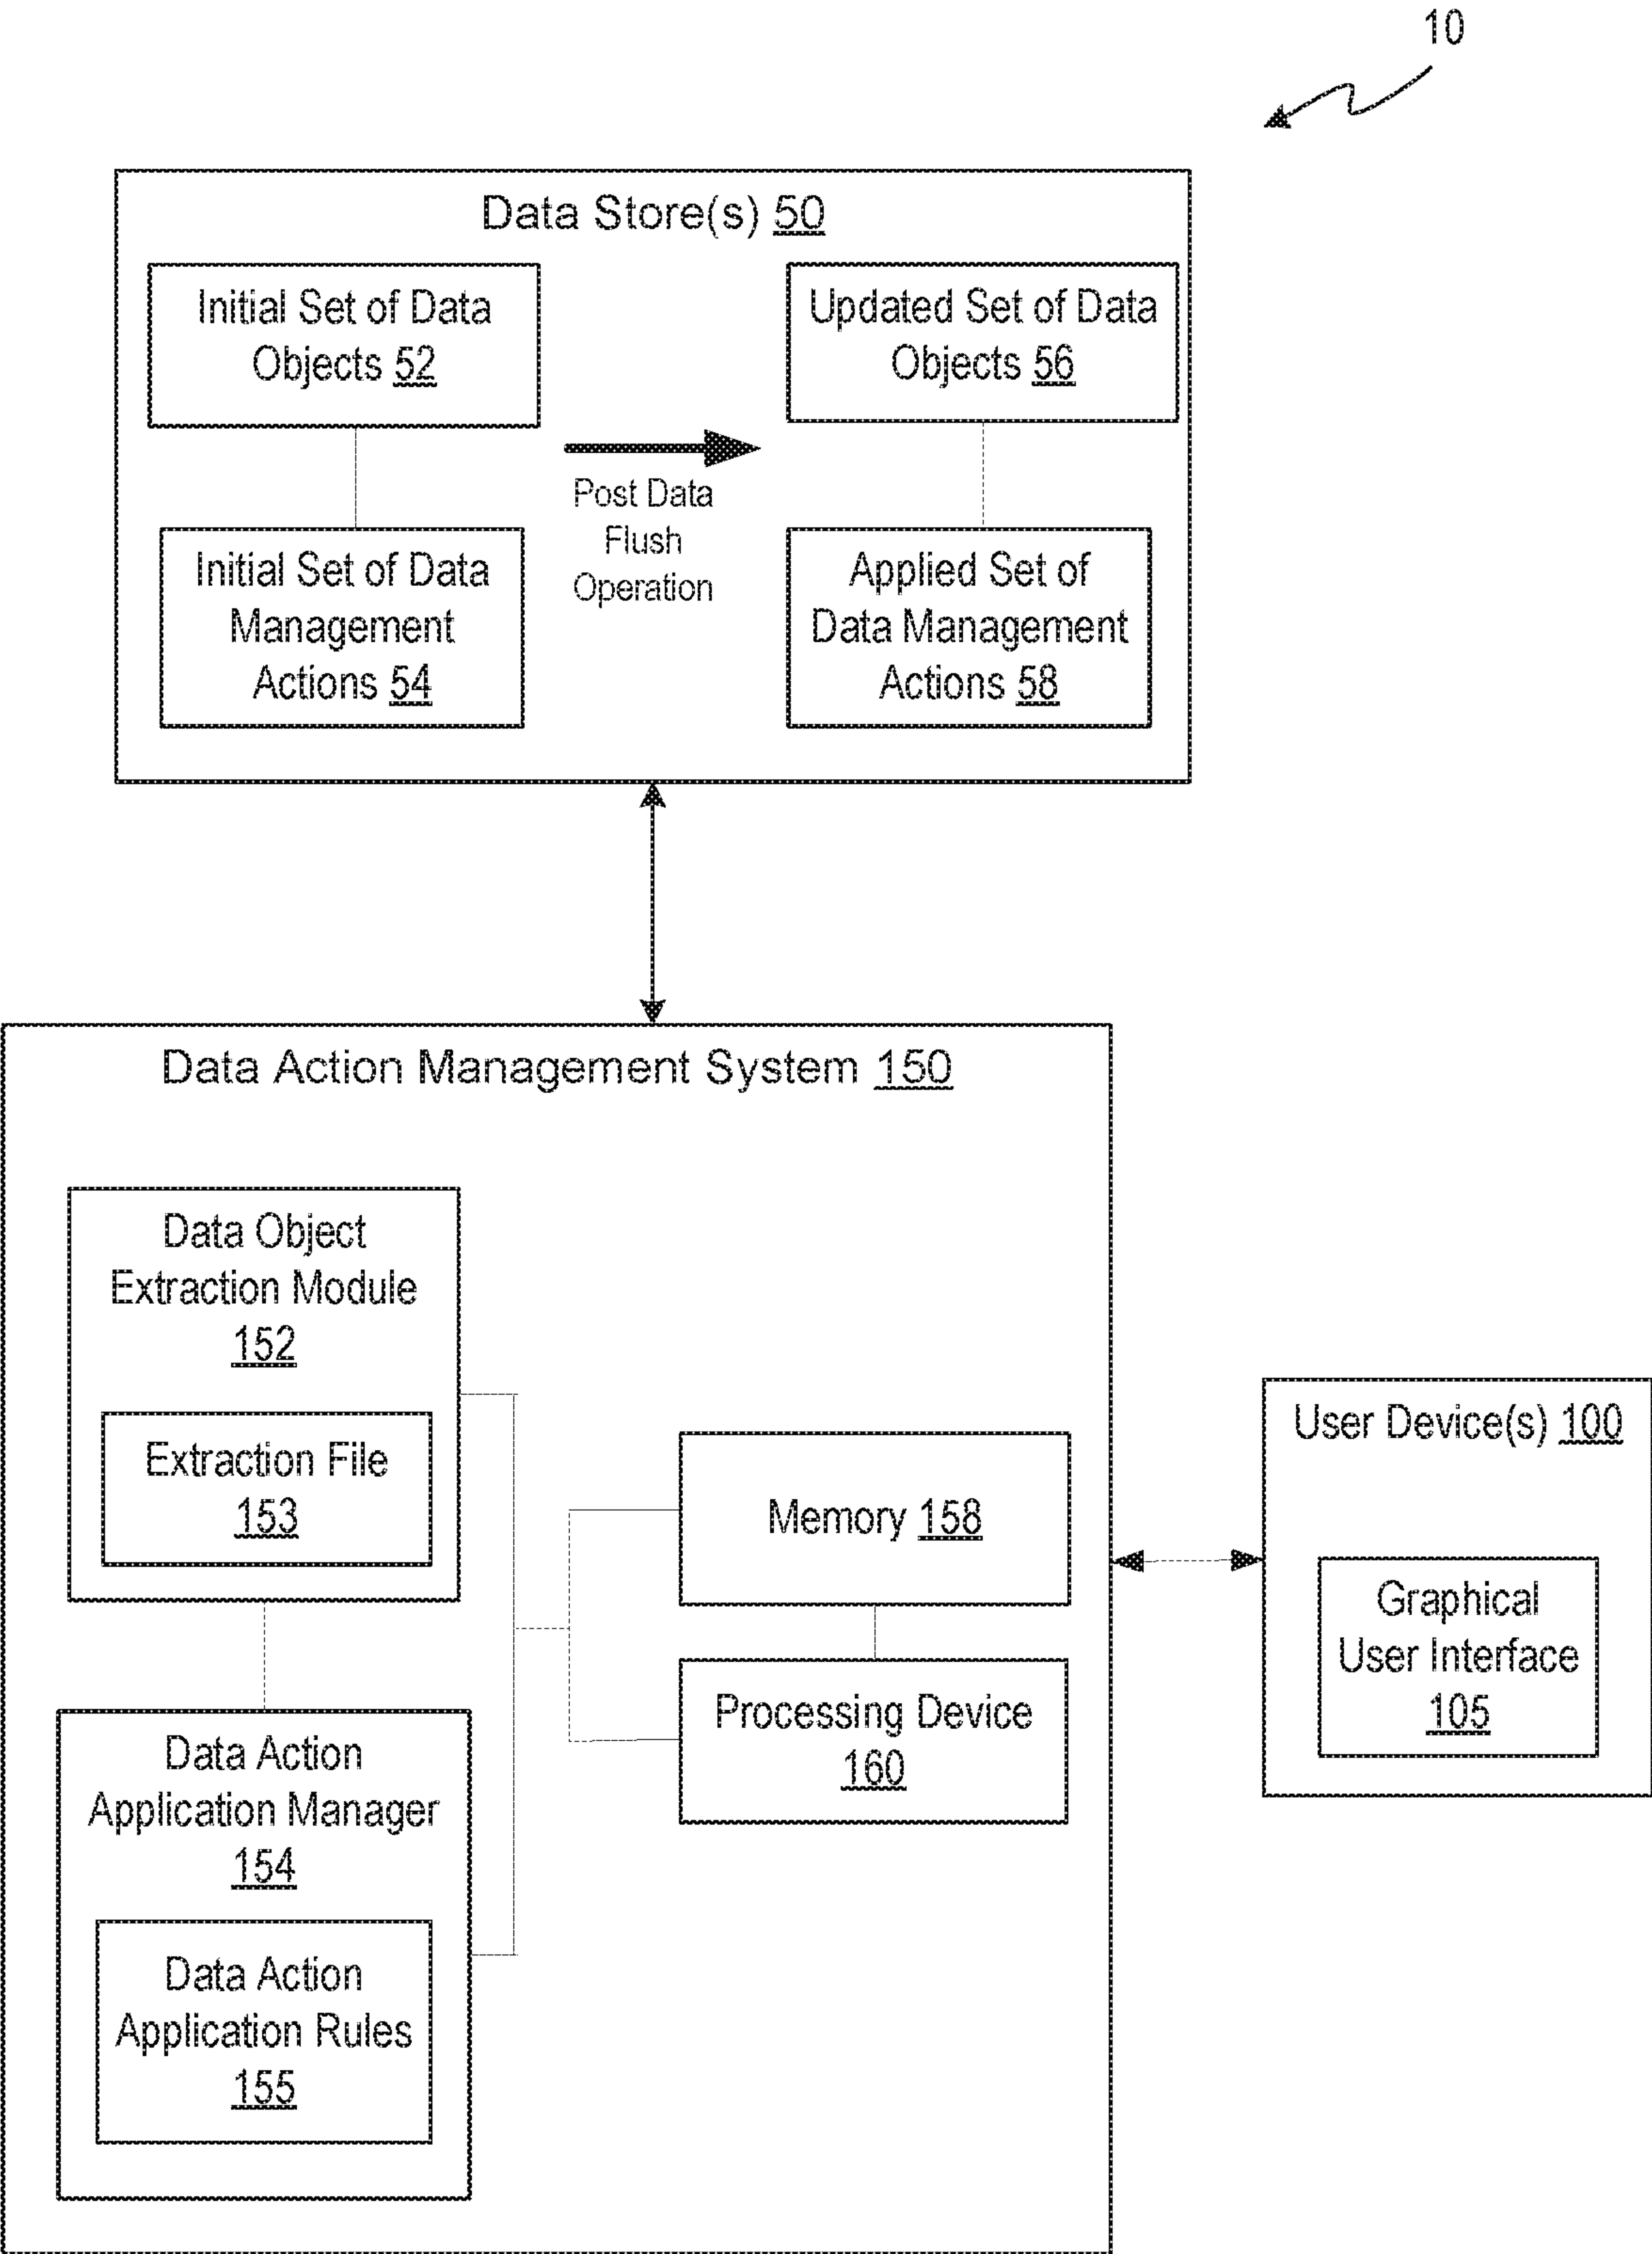 10
Data Store(s) 50
Initial Set of Data
Objects 52
Updated Set of Data
Objects 56
Post Data
Flush
Operation
Initial Set of Data
Management
Actions 54
Applied Set of
Data Management
Actions 58
Data Action Management System 150
Data Object
Extraction Module
152
Extraction File
153
Memory 158
Processing Device
160
Data Action
Application Manager
154
Data Action
Application Rules
155
User Device(s) 100
Graphical
User Interface
105